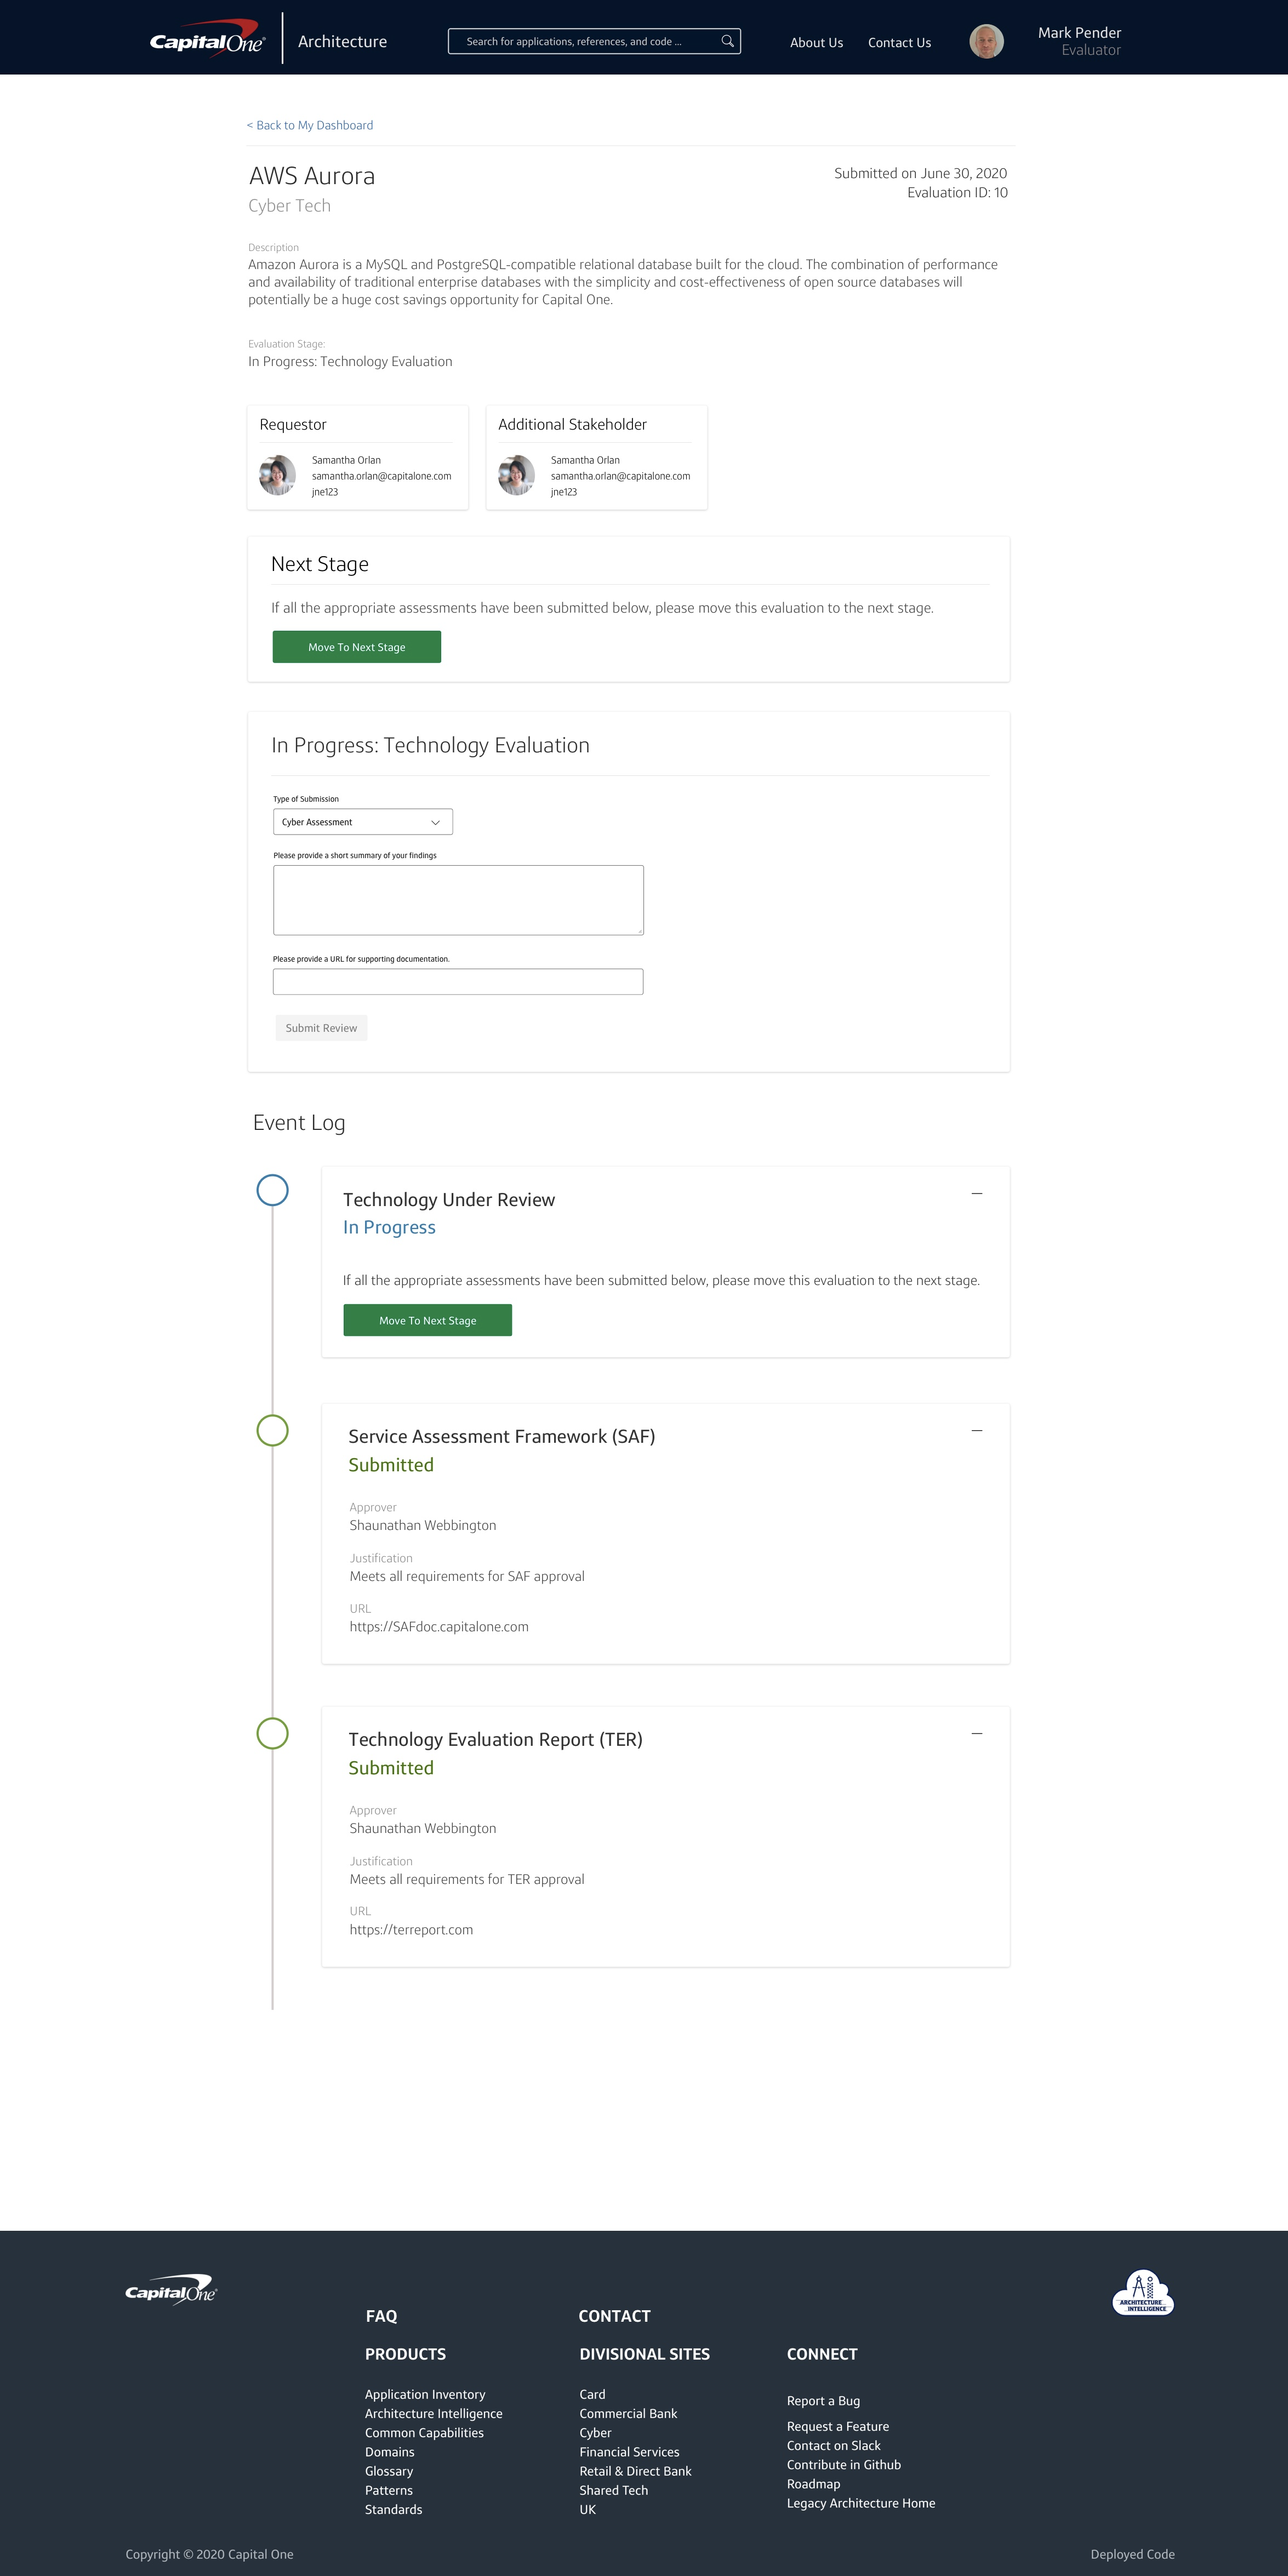 CapitalOne
Architecture
Search for applications, references, and code ...
About Us
Contact Us
Mark Pender
Evaluator
< Back to My Dashboard
AWS Aurora
Cyber Tech
Submitted on June 30, 2020
Evaluation ID: 10
Description
Amazon Aurora is a MySQL and PostgreSQL-compatible relational database built for the cloud. The combination of performance
and availability of traditional enterprise databases with the simplicity and cost-effectiveness of open source databases will
potentially be a huge cost savings opportunity for Capital One.
Evaluation Stage:
In Progress: Technology Evaluation
Requestor
Samantha Orlan
samantha.orlan@capitalone.com
jne123
Additional Stakeholder
Samantha Orlan
samantha.orlan@capitalone.com
jne123
Next Stage
If all the appropriate assessments have been submitted below, please move this evaluation to the next stage.
Move To Next Stage
In Progress: Technology Evaluation
Type of Submission
Cyber Assessment
Please provide a short summary of your findings
Please provide a URL for supporting documentation.
Submit Review
Event Log
Technology Under Review
In Progress
If all the appropriate assessments have been submitted below, please move this evaluation to the next stage.
Move To Next Stage
Service Assessment Framework (SAF)
Submitted
Approver
Shaunathan Webbington
Justification
Meets all requirements for SAF approval
URL
https://SAFdoc.capitalone.com
Technology Evaluation Report (TER)
Submitted
Approver
Shaunathan Webbington
Justification
Meets all requirements for TER approval
URL
https://terreport.com
CapitalOne
ARCHITECTURE
INTELLIGENCE
FAQ
CONTACT
PRODUCTS
Application Inventory
Architecture Intelligence
Common Capabilities
Domains
Glossary
Patterns
Standards
DIVISIONAL SITES
Card
Commercial Bank
Cyber
Financial Services
Retail & Direct Bank
Shared Tech
UK
CONNECT
Report a Bug
Request a Feature
Contact on Slack
Contribute in Github
Roadmap
Legacy Architecture Home
Copyright © 2020 Capital One
Deployed Code